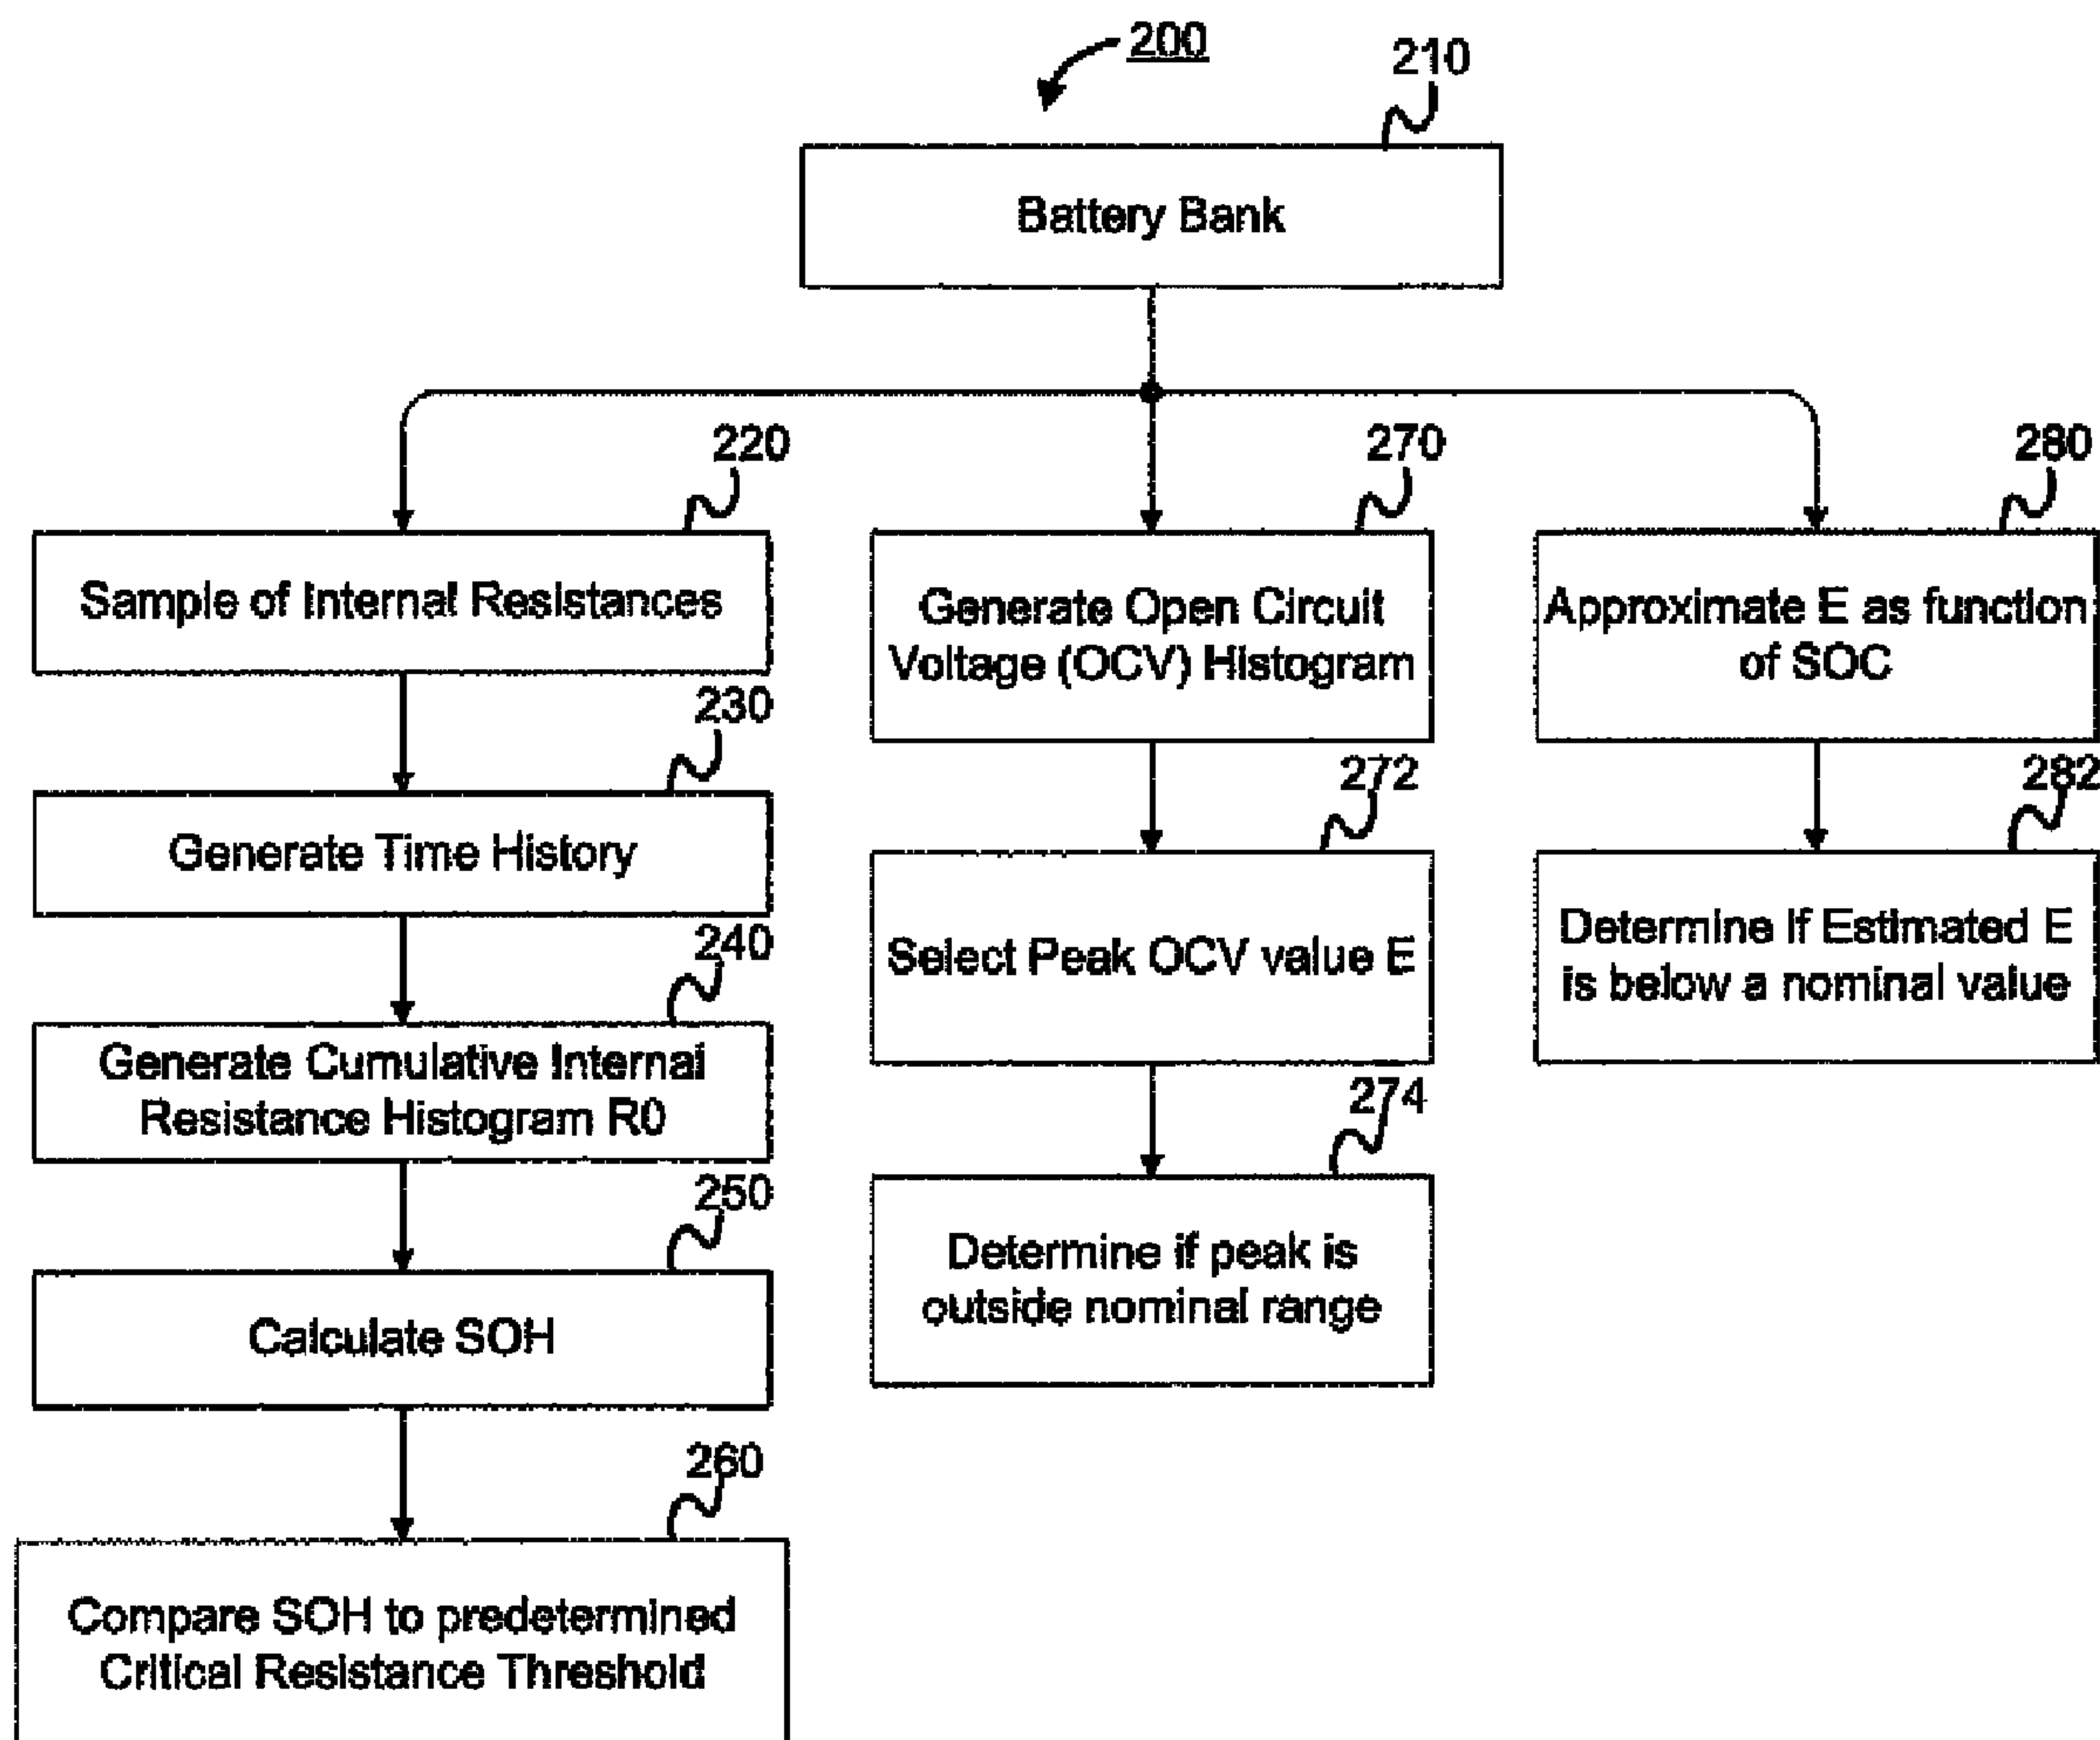 200
210
Battery Bank
220
Sample of Internal Resistances
230
Generate Time History
240
Generate Cumulative Internal
Resistance Histogram R0
250
Calculate SOH
260
Compare SOH to predetermined
Critical Resistance Threshold
270
Generate Open Circuit
Voltage (OCV) Histogram
272
Select Peak OCV value E
274
Determine if peak is
outside nominal range
280
Approximate E as function
of SOC
282
Determine if Estimated E
is below a nominal value